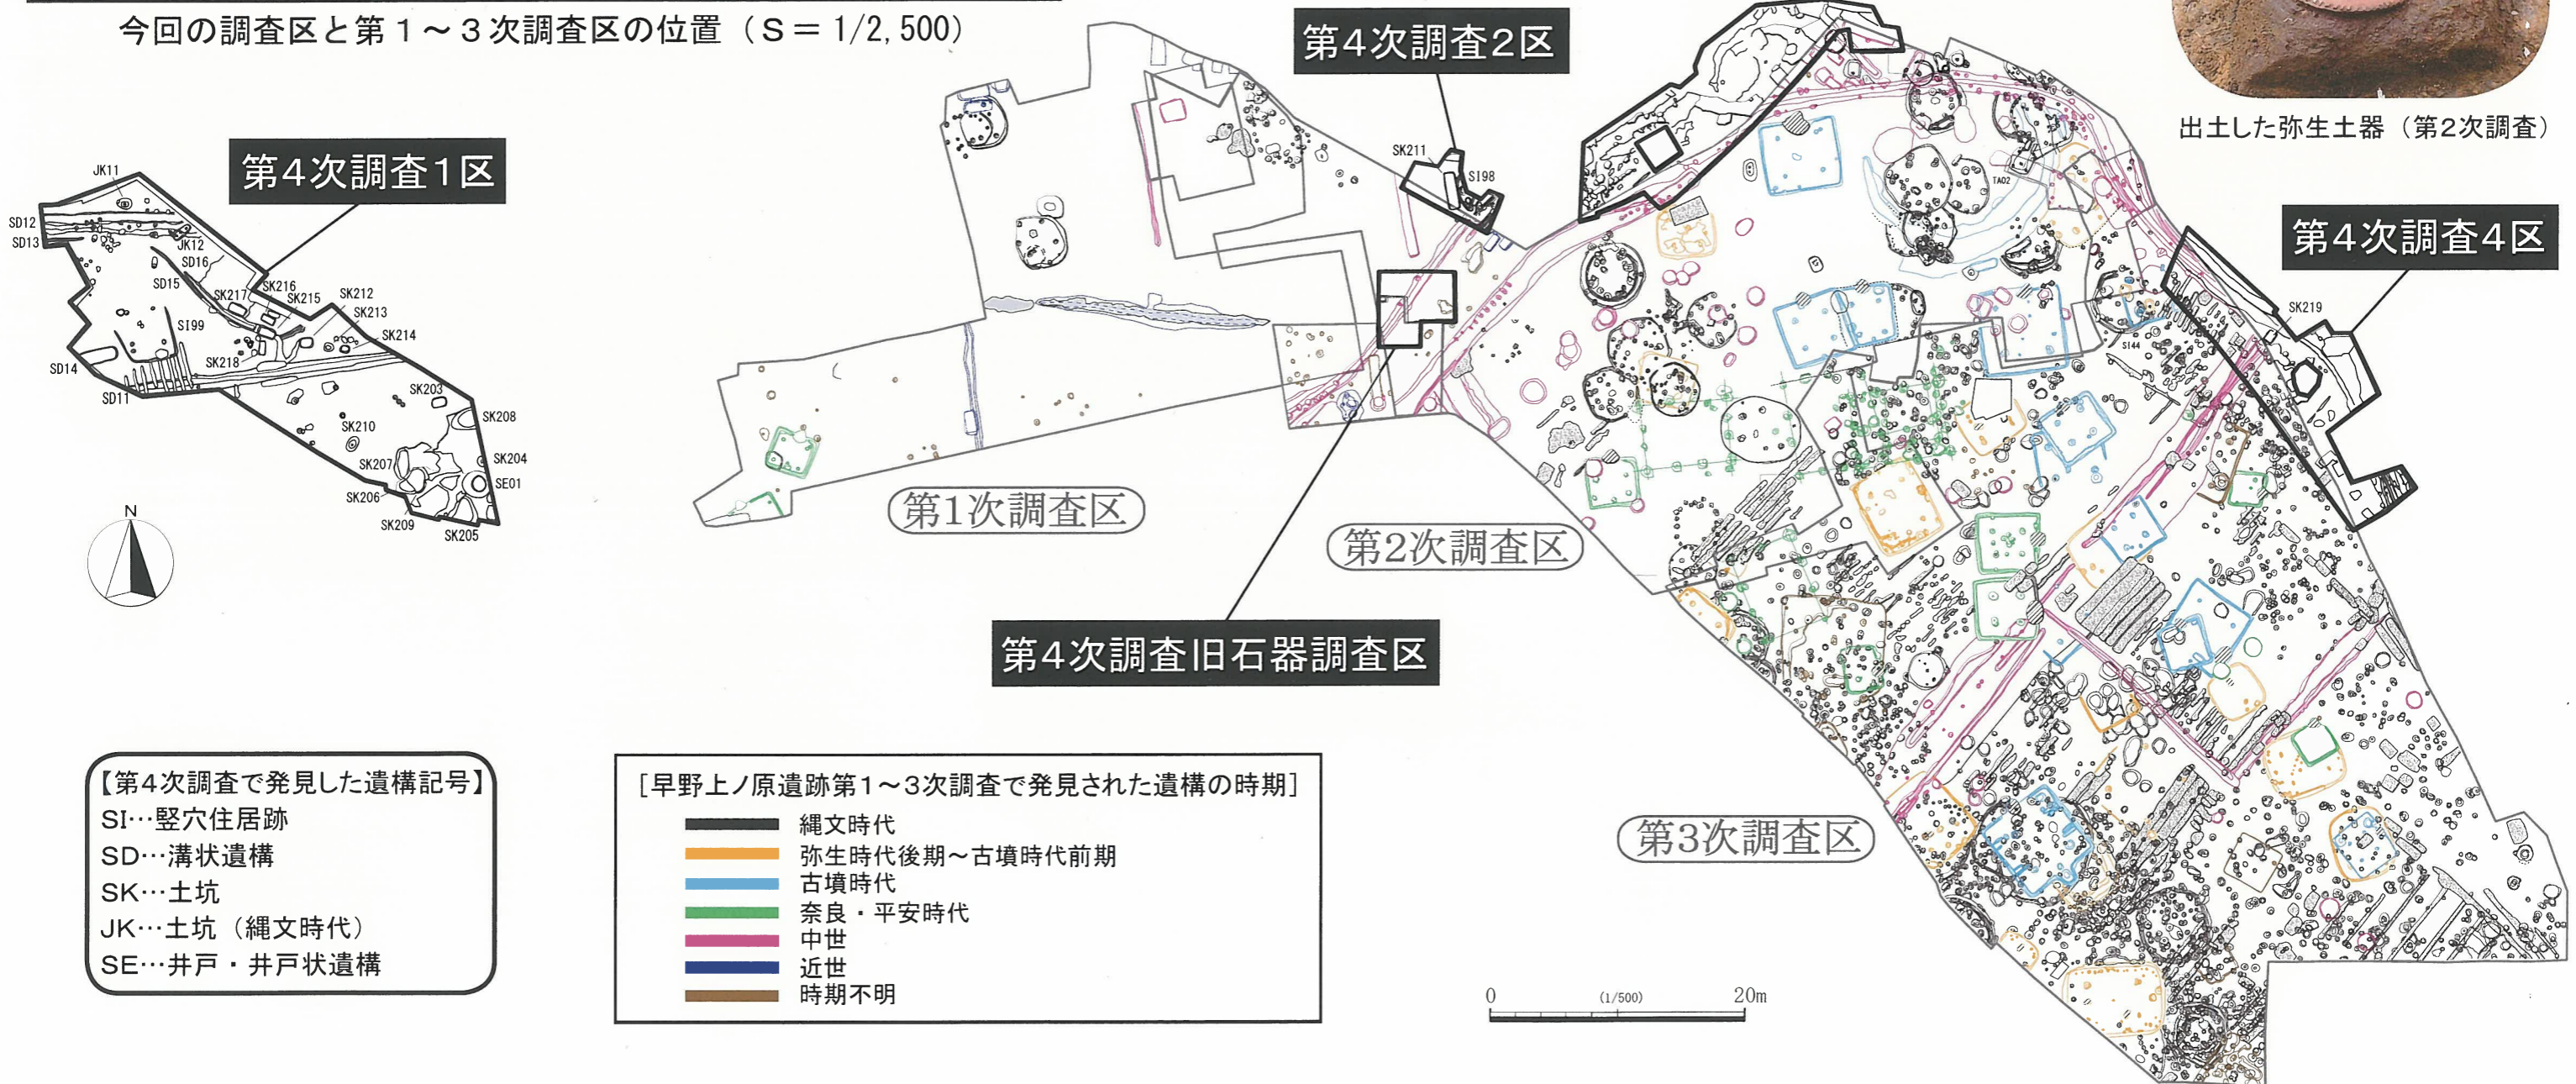 今回の調査区と第１～３次調査区の位置（Ｓ＝1/2,500）
第４次調査１区
JK11
SD12
SD13
JK12
SD16
SD15
SK217
SK216
SK215
SK212
SK213
SK214
SI99
SK218
SD14
SD11
SK203
SK208
SK210
SK207
SK204
SE01
SK206
SK209
SK205
N
第４次調査２区
SK211
SI98
第１次調査区
第２次調査区
第４次調査旧石器調査区
第３次調査区
TA02
SI44
出土した弥生土器（第２次調査）
第４次調査４区
SK219
【第４次調査で発見した遺構記号】
SI…竪穴住居跡
SD…溝状遺構
SK…土坑
JK…土坑（縄文時代）
SE…井戸・井戸状遺構
［早野上ノ原遺跡第１～３次調査で発見された遺構の時期］
縄文時代
弥生時代後期～古墳時代前期
古墳時代
奈良・平安時代
中世
近世
時期不明
0 (1/500) 20m